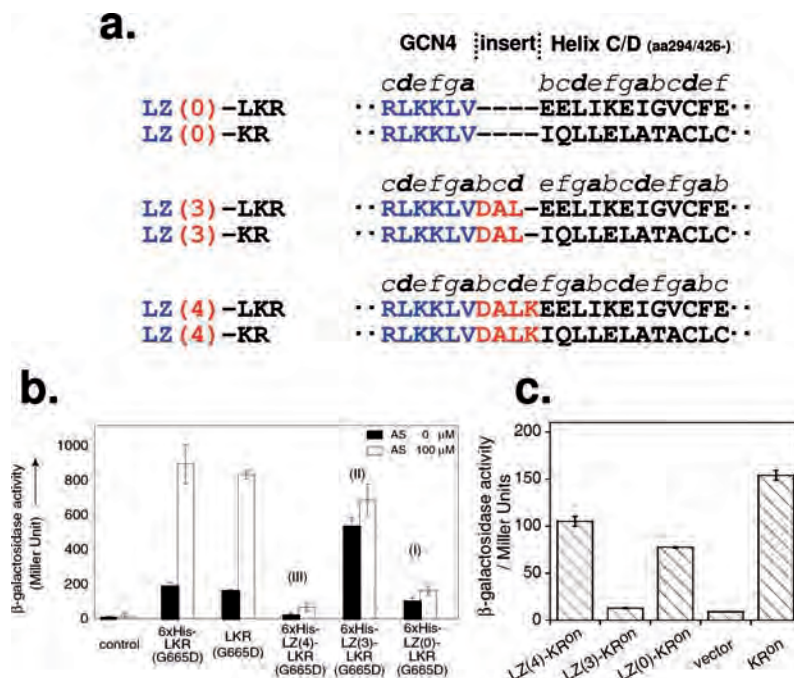 a.
GCN4 insert Helix C/D (aa294/426-)
cdefga bcdefgabcdef
LZ(0)-LKR ··RLKKLV----EELIKEIGVCFE··
LZ(0)-KR ··RLKKLV----IQLLELATACLC··
cdefgabcd efgabcdefgab
LZ(3)-LKR ··RLKKLVDAL-EELIKEIGVCFE··
LZ(3)-KR ··RLKKLVDAL-IQLLELATACLC··
cdefgabcdefgabcdefgabc
LZ(4)-LKR ··RLKKLVDALKEELIKEIGVCFE··
LZ(4)-KR ··RLKKLVDALKIQLLELATACLC··
b.
β-galactosidase activity
(Miller Unit)
1000
800
600
400
200
0
AS 0 μM
AS 100 μM
(III)
(II)
(I)
control
6xHis-
LKR
(G665D)
LKR
(G665D)
6xHis-
LZ(4)-
LKR
(G665D)
6xHis-
LZ(3)-
LKR
(G665D)
6xHis-
LZ(0)-
LKR
(G665D)
c.
β-galactosidase activity
/ Miller Units
200
150
100
50
0
LZ(4)-KRon
LZ(3)-KRon
LZ(0)-KRon
vector
KRon